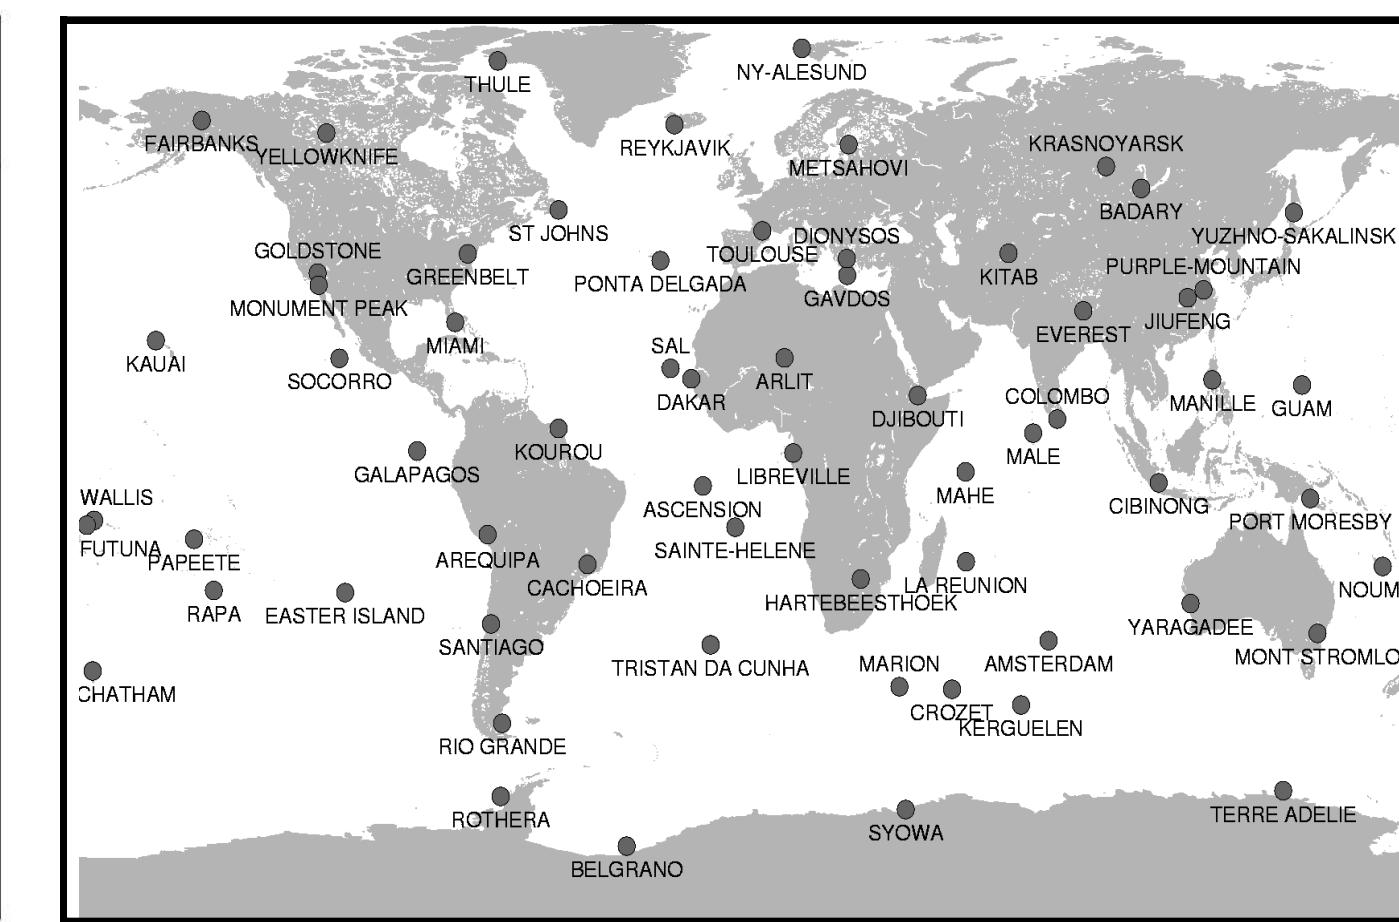 NY-ALESUND
THULE
FAIRBANKS
YELLOWKNIFE
REYKJAVIK
METSAHOVI
KRASNOYARSK
BADARY
ST JOHNS
YUZHNO-SAKALINSK
GOLDSTONE
GREENBELT
TOULOUSE
DIONYSOS
KITAB
PURPLE-MOUNTAIN
PONTA DELGADA
GAVDOS
MONUMENT PEAK
JIUFENG
EVEREST
MIAMI
KAUAI
SOCORRO
SAL
ARLIT
DAKAR
DJIBOUTI
COLOMBO
MANILLE
GUAM
KOUROU
MALE
GALAPAGOS
LIBREVILLE
WALLIS
ASCENSION
MAHE
CIBINONG
PORT MORESBY
FUTUNA
PAPEETE
AREQUIPA
SAINTE-HELENE
CACHOEIRA
LA REUNION
HARTEBEESTHOEK
NOUM
RAPA
EASTER ISLAND
YARAGADEE
SANTIAGO
TRISTAN DA CUNHA
MARION
AMSTERDAM
MONT STROMLO
CHATHAM
CROZET
KERGUELEN
RIO GRANDE
ROTHERA
SYOWA
TERRE ADELIE
BELGRANO